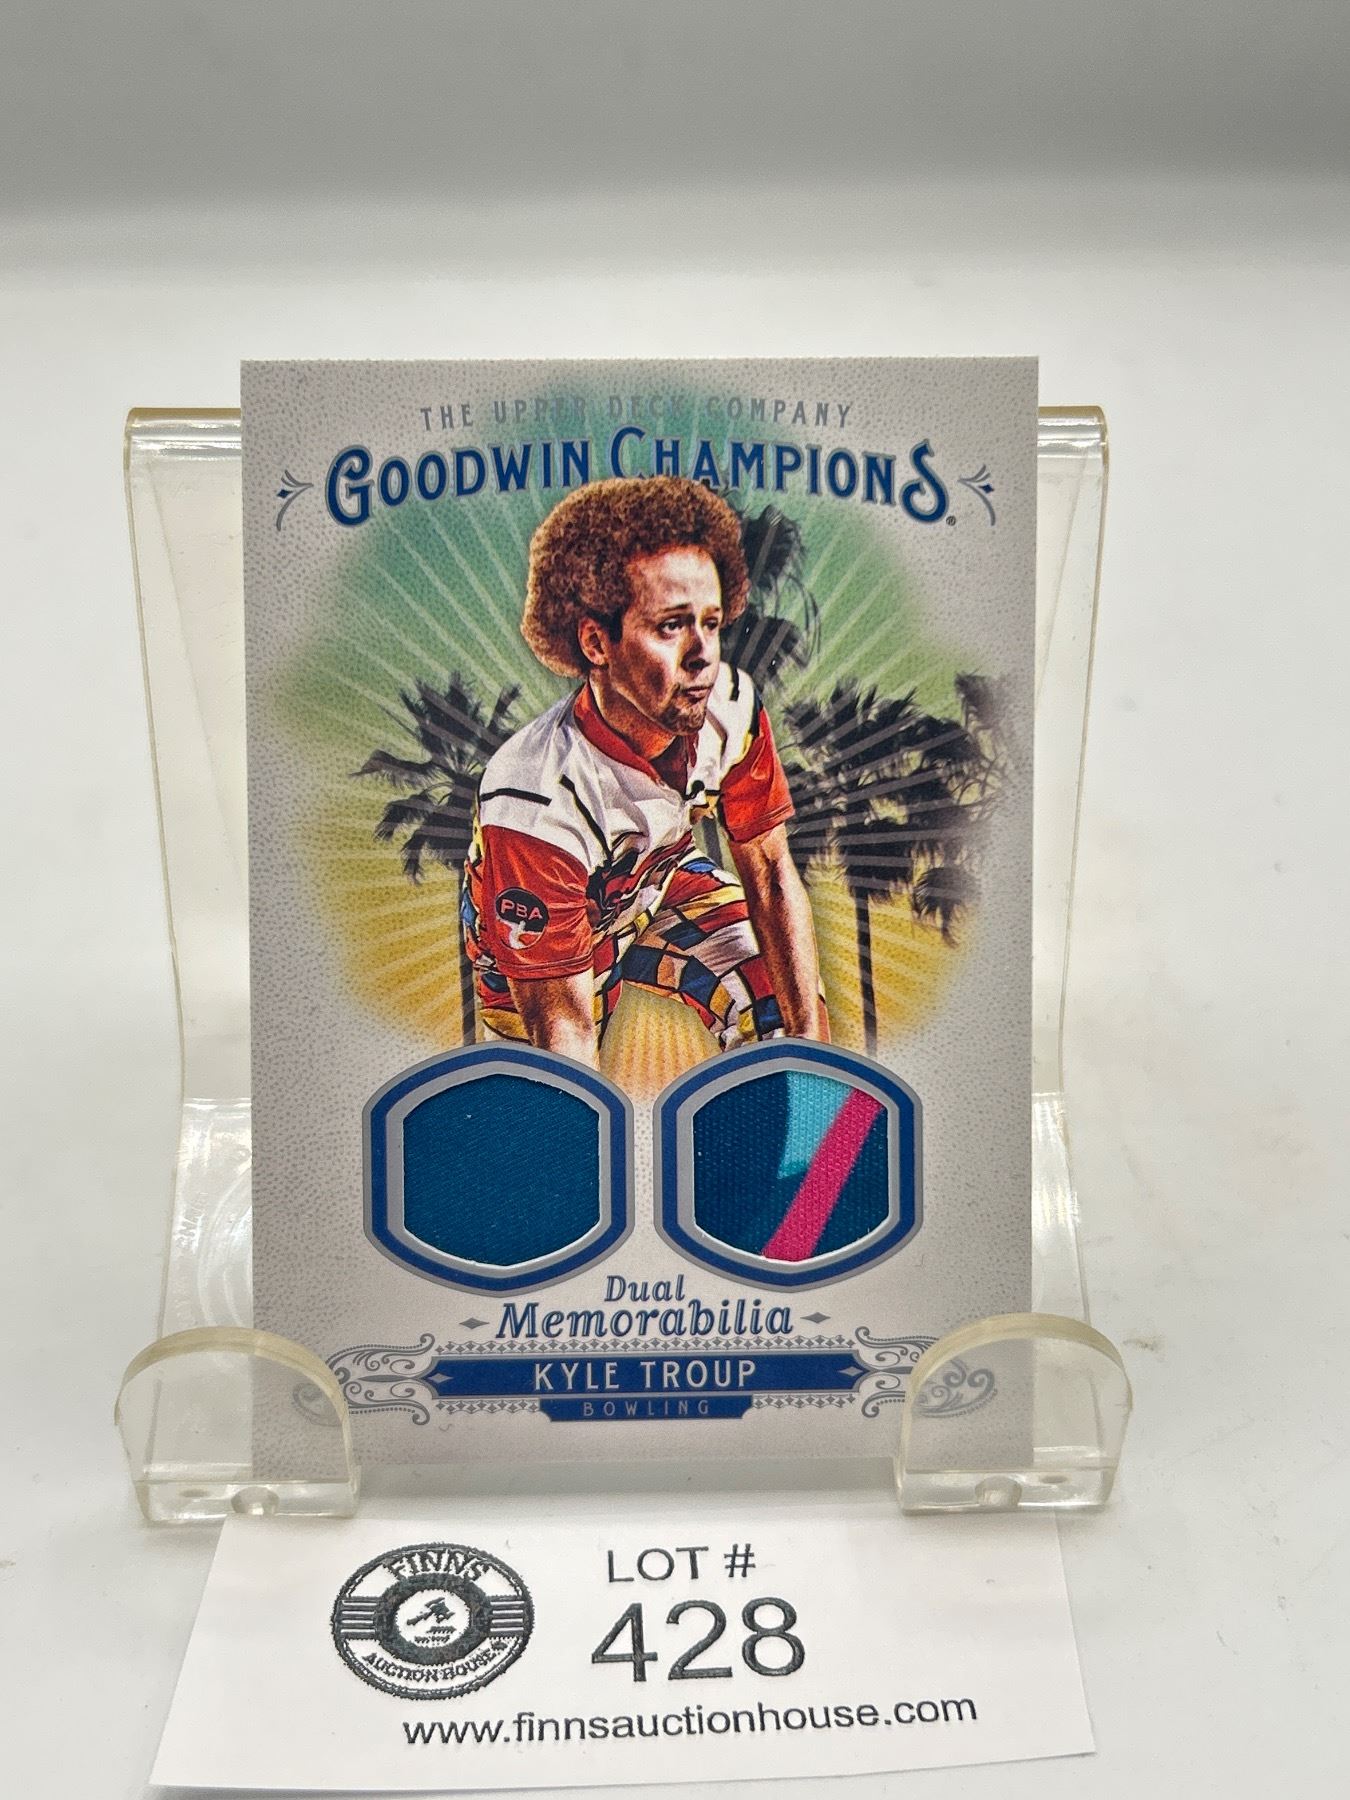 THE UPPER DECK COMPANY
GOODWIN CHAMPIONS®
PBA
Dual
Memorabilia
KYLE TROUP
BOWLING
FINNS
AUCTION HOUSE
LOT #
428
www.finnsauctionhouse.com